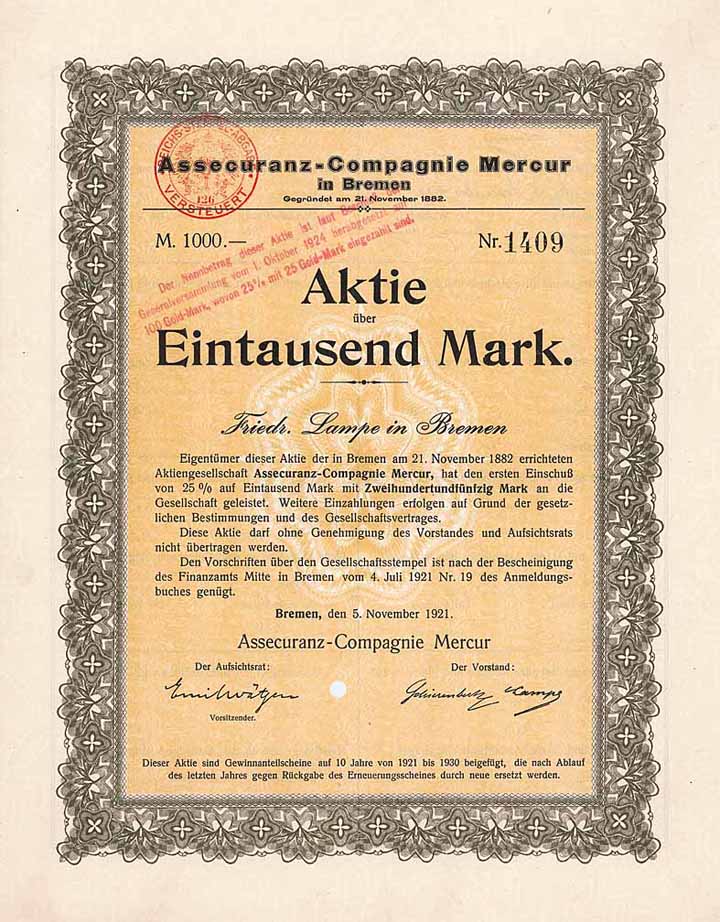 REICHS-STEMPEL-ABGABE
126
VERSTEUERT
Assecuranz-Compagnie Mercur
in Bremen
Gegründet am 21. November 1882.
M. 1000.—
Nr. 1409
Der Nennbetrag dieser Aktie ist laut
Generalversammlung vom 1. Oktober 1924 herabgesetzt auf
100 Gold-Mark, wovon 25% mit 25 Gold-Mark eingezahlt sind.
Aktie
über
Eintausend Mark.
Friedr. Lampe in Bremen
Eigentümer dieser Aktie der in Bremen am 21. November 1882 errichteten
Aktiengesellschaft Assecuranz-Compagnie Mercur, hat den ersten Einschuß
von 25 % auf Eintausend Mark mit Zweihundertundfünfzig Mark an die
Gesellschaft geleistet. Weitere Einzahlungen erfolgen auf Grund der gesetz-
lichen Bestimmungen und des Gesellschaftsvertrages.
Diese Aktie darf ohne Genehmigung des Vorstandes und Aufsichtsrats
nicht übertragen werden.
Den Vorschriften über den Gesellschaftsstempel ist nach der Bescheinigung
des Finanzamts Mitte in Bremen vom 4. Juli 1921 Nr. 19 des Anmeldungs-
buches genügt.
Bremen, den 5. November 1921.
Assecuranz-Compagnie Mercur
Der Aufsichtsrat:
Der Vorstand:
Emil Wätjen
Lampe
Vorsitzender.
Dieser Aktie sind Gewinnanteilscheine auf 10 Jahre von 1921 bis 1930 beigefügt, die nach Ablauf
des letzten Jahres gegen Rückgabe des Erneuerungsscheines durch neue ersetzt werden.